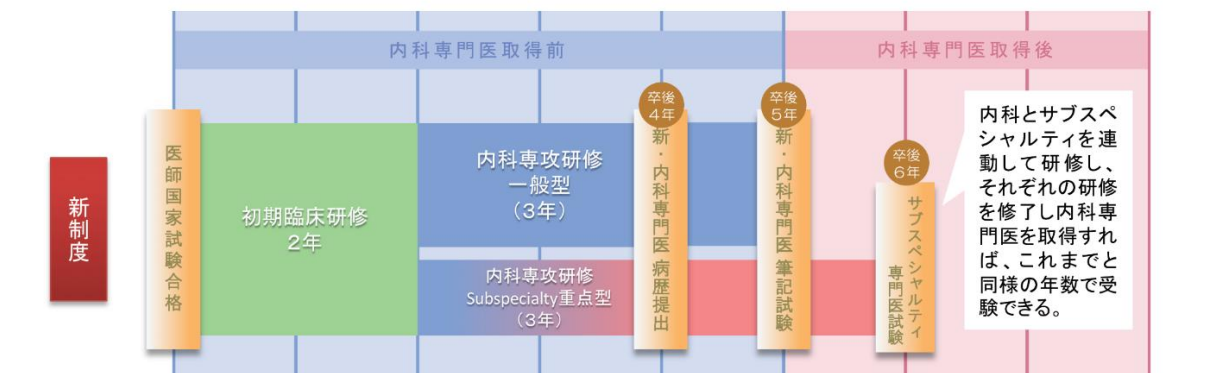 内科専門医取得前
内科専門医取得後
新制度
医師国家試験合格
初期臨床研修
2年
内科専攻研修
一般型
（3年）
内科専攻研修
Subspecialty重点型
（3年）
卒後
4年
新・内科専門医 病歴提出
卒後
5年
新・内科専門医 筆記試験
卒後
6年
サブスペシャルティ
専門医試験
内科とサブスペ
シャルティを連
動して研修し、
それぞれの研修
を修了し内科専
門医を取得すれ
ば、これまでと
同様の年数で受
験できる。